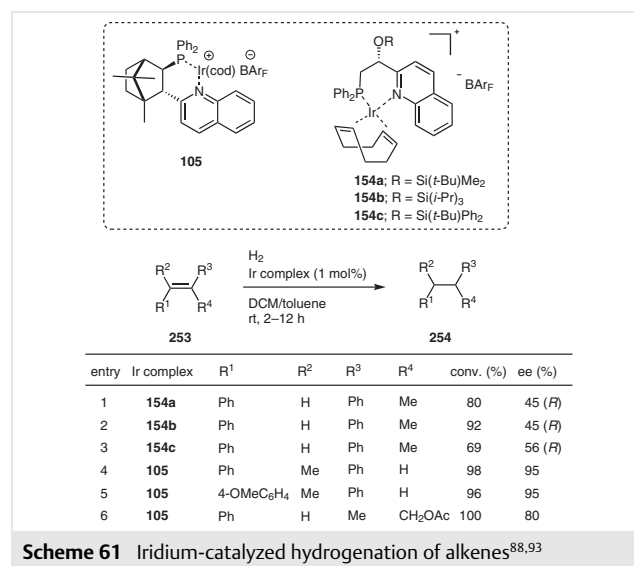 Ph₂
P
⊕
Ir(cod)
⊖
BArF
N
105
OR
Ph₂P
N
Ir
+
−
BArF
154a; R = Si(t-Bu)Me₂
154b; R = Si(i-Pr)₃
154c; R = Si(t-Bu)Ph₂
R² R³
R¹ R⁴
253
H₂
Ir complex (1 mol%)
DCM/toluene
rt, 2–12 h
R² R³
R¹ R⁴
254
entry Ir complex R¹ R² R³ R⁴ conv. (%) ee (%)
1 154a Ph H Ph Me 80 45 (R)
2 154b Ph H Ph Me 92 45 (R)
3 154c Ph H Ph Me 69 56 (R)
4 105 Ph Me Ph H 98 95
5 105 4-OMeC₆H₄ Me Ph H 96 95
6 105 Ph H Me CH₂OAc 100 80
Scheme 61 Iridium-catalyzed hydrogenation of alkenes⁸⁸,⁹³